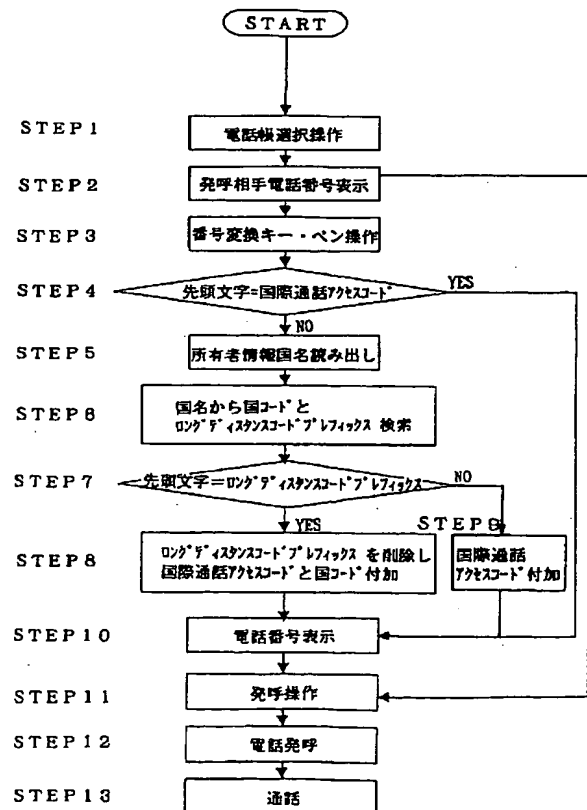 START
STEP1
電話帳選択操作
STEP2
発呼相手電話番号表示
STEP3
番号変換キー・ペン操作
STEP4
先頭文字=国際通話ｱｸｾｽｺｰﾄﾞ
YES
NO
STEP5
所有者情報国名読み出し
STEP6
国名から国ｺｰﾄﾞと
ﾛﾝｸﾞﾃﾞｨｽﾀﾝｽｺｰﾄﾞﾌﾟﾚﾌｨｯｸｽ 検索
STEP7
先頭文字=ﾛﾝｸﾞﾃﾞｨｽﾀﾝｽｺｰﾄﾞﾌﾟﾚﾌｨｯｸｽ
NO
YES
STEP9
STEP8
ﾛﾝｸﾞﾃﾞｨｽﾀﾝｽｺｰﾄﾞﾌﾟﾚﾌｨｯｸｽ を削除し
国際通話ｱｸｾｽｺｰﾄﾞと国ｺｰﾄﾞ付加
国際通話
ｱｸｾｽｺｰﾄﾞ付加
STEP10
電話番号表示
STEP11
発呼操作
STEP12
電話発呼
STEP13
通話